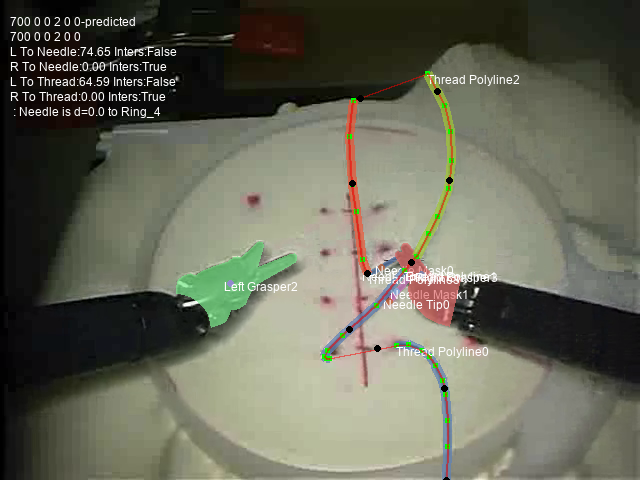 700 0 0 2 0 0-predicted
700 0 0 2 0 0
L To Needle:74.65 Inters:False
R To Needle:0.00 Inters:True
L To Thread:64.59 Inters:False
R To Thread:0.00 Inters:True
: Needle is d=0.0 to Ring_4
Thread Polyline2
Needle Mask0
Left Grasper2
Needle Mask1
Needle Tip0
Thread Polyline0